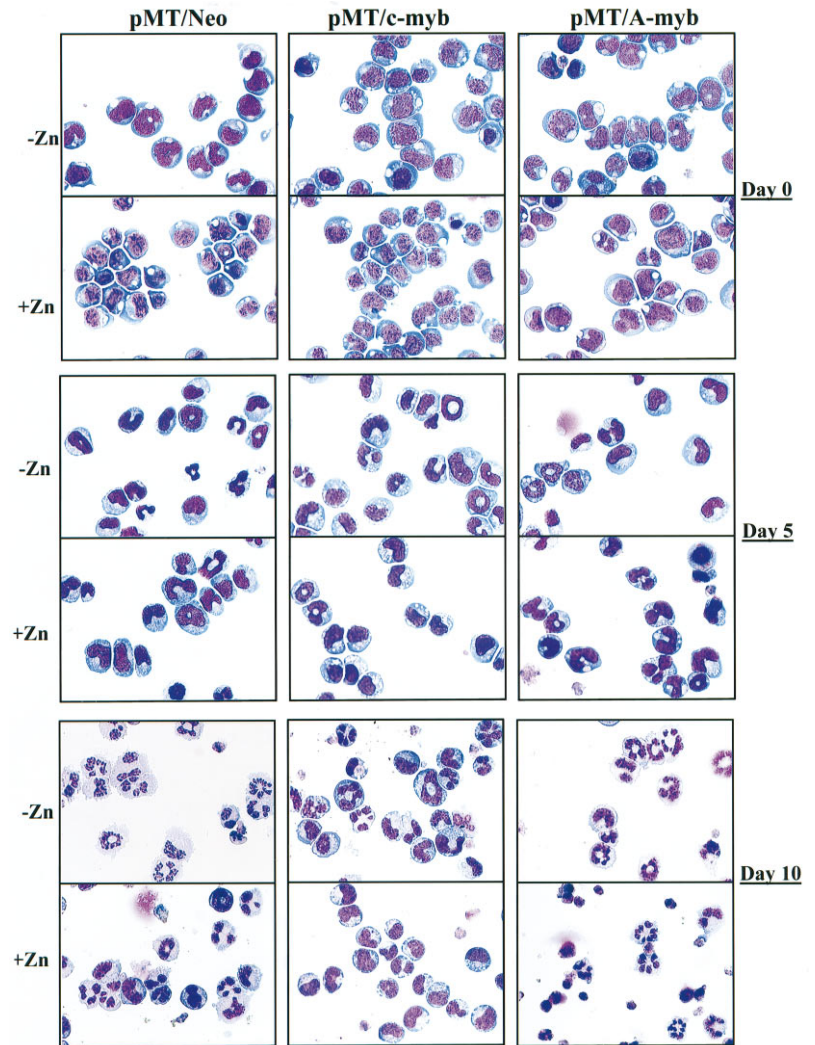 pMT/Neo pMT/c-myb pMT/A-myb
-Zn
Day 0
+Zn
-Zn
Day 5
+Zn
-Zn
Day 10
+Zn